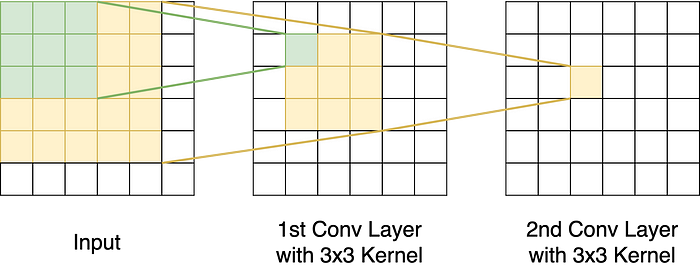 Input
1st Conv Layer
with 3x3 Kernel
2nd Conv Layer
with 3x3 Kernel